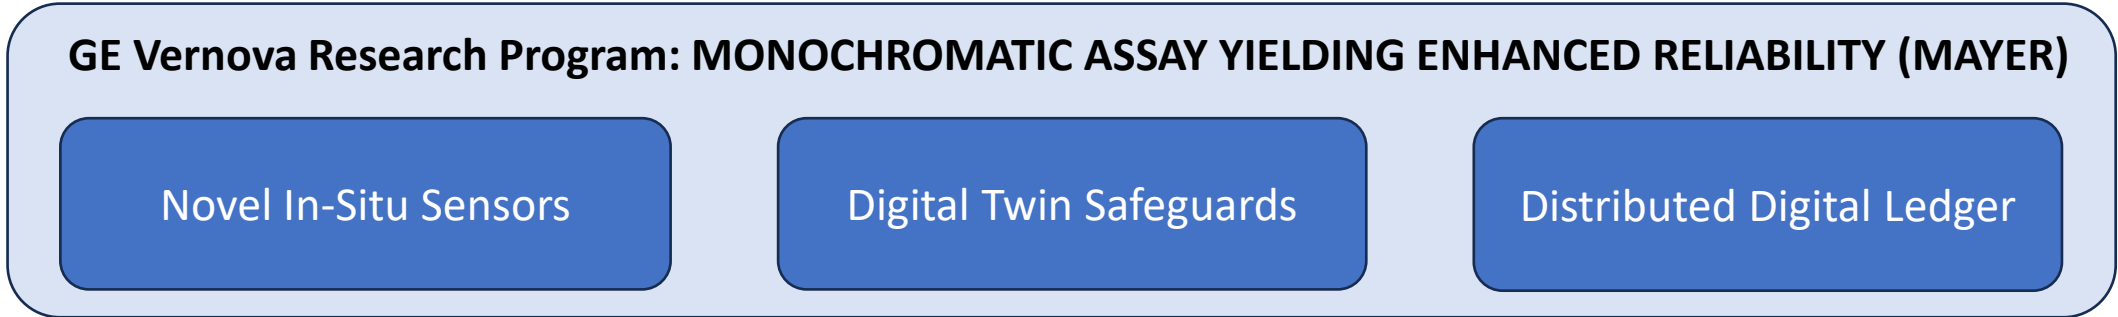 GE Vernova Research Program: MONOCHROMATIC ASSAY YIELDING ENHANCED RELIABILITY (MAYER)
Novel In-Situ Sensors
Digital Twin Safeguards
Distributed Digital Ledger